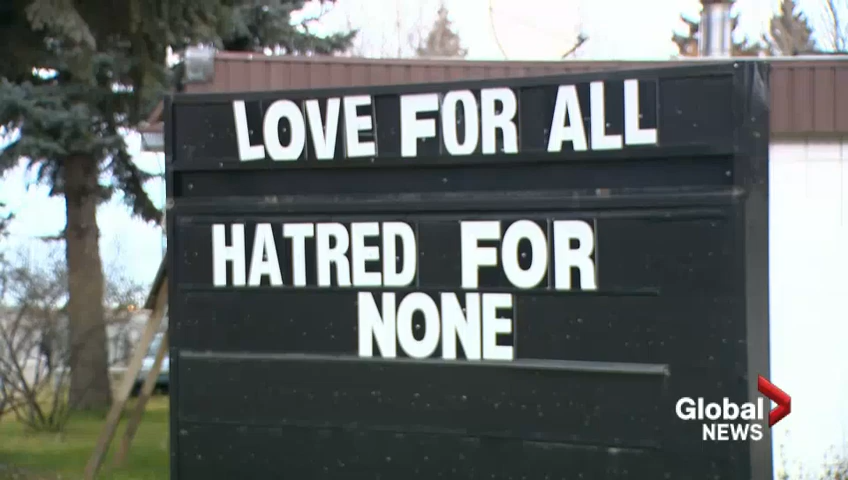 LOVE FOR ALL
HATRED FOR
NONE
Global
NEWS